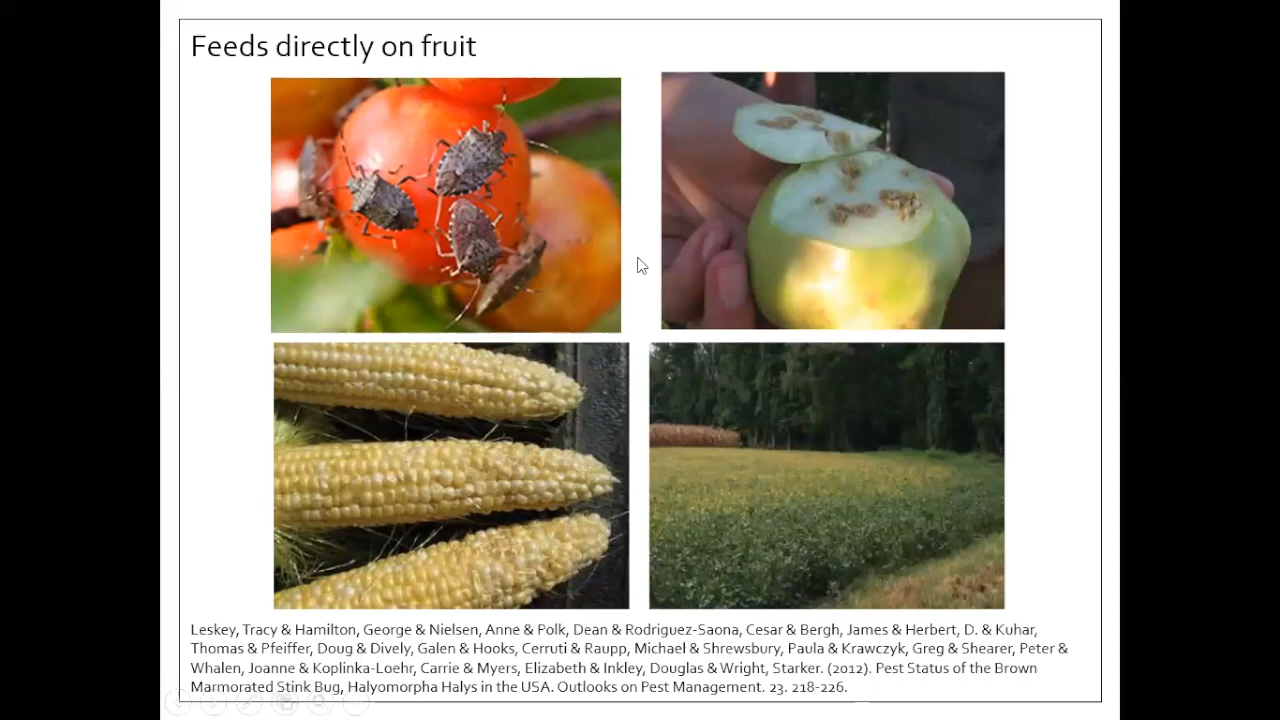 Feeds directly on fruit
Leskey, Tracy & Hamilton, George & Nielsen, Anne & Polk, Dean & Rodriguez-Saona, Cesar & Bergh, James & Herbert, D. & Kuhar,
Thomas & Pfeiffer, Doug & Dively, Galen & Hooks, Cerruti & Raupp, Michael & Shrewsbury, Paula & Krawczyk, Greg & Shearer, Peter &
Whalen, Joanne & Koplinka-Loehr, Carrie & Myers, Elizabeth & Inkley, Douglas & Wright, Starker. (2012). Pest Status of the Brown
Marmorated Stink Bug, Halyomorpha Halys in the USA. Outlooks on Pest Management. 23. 218-226.